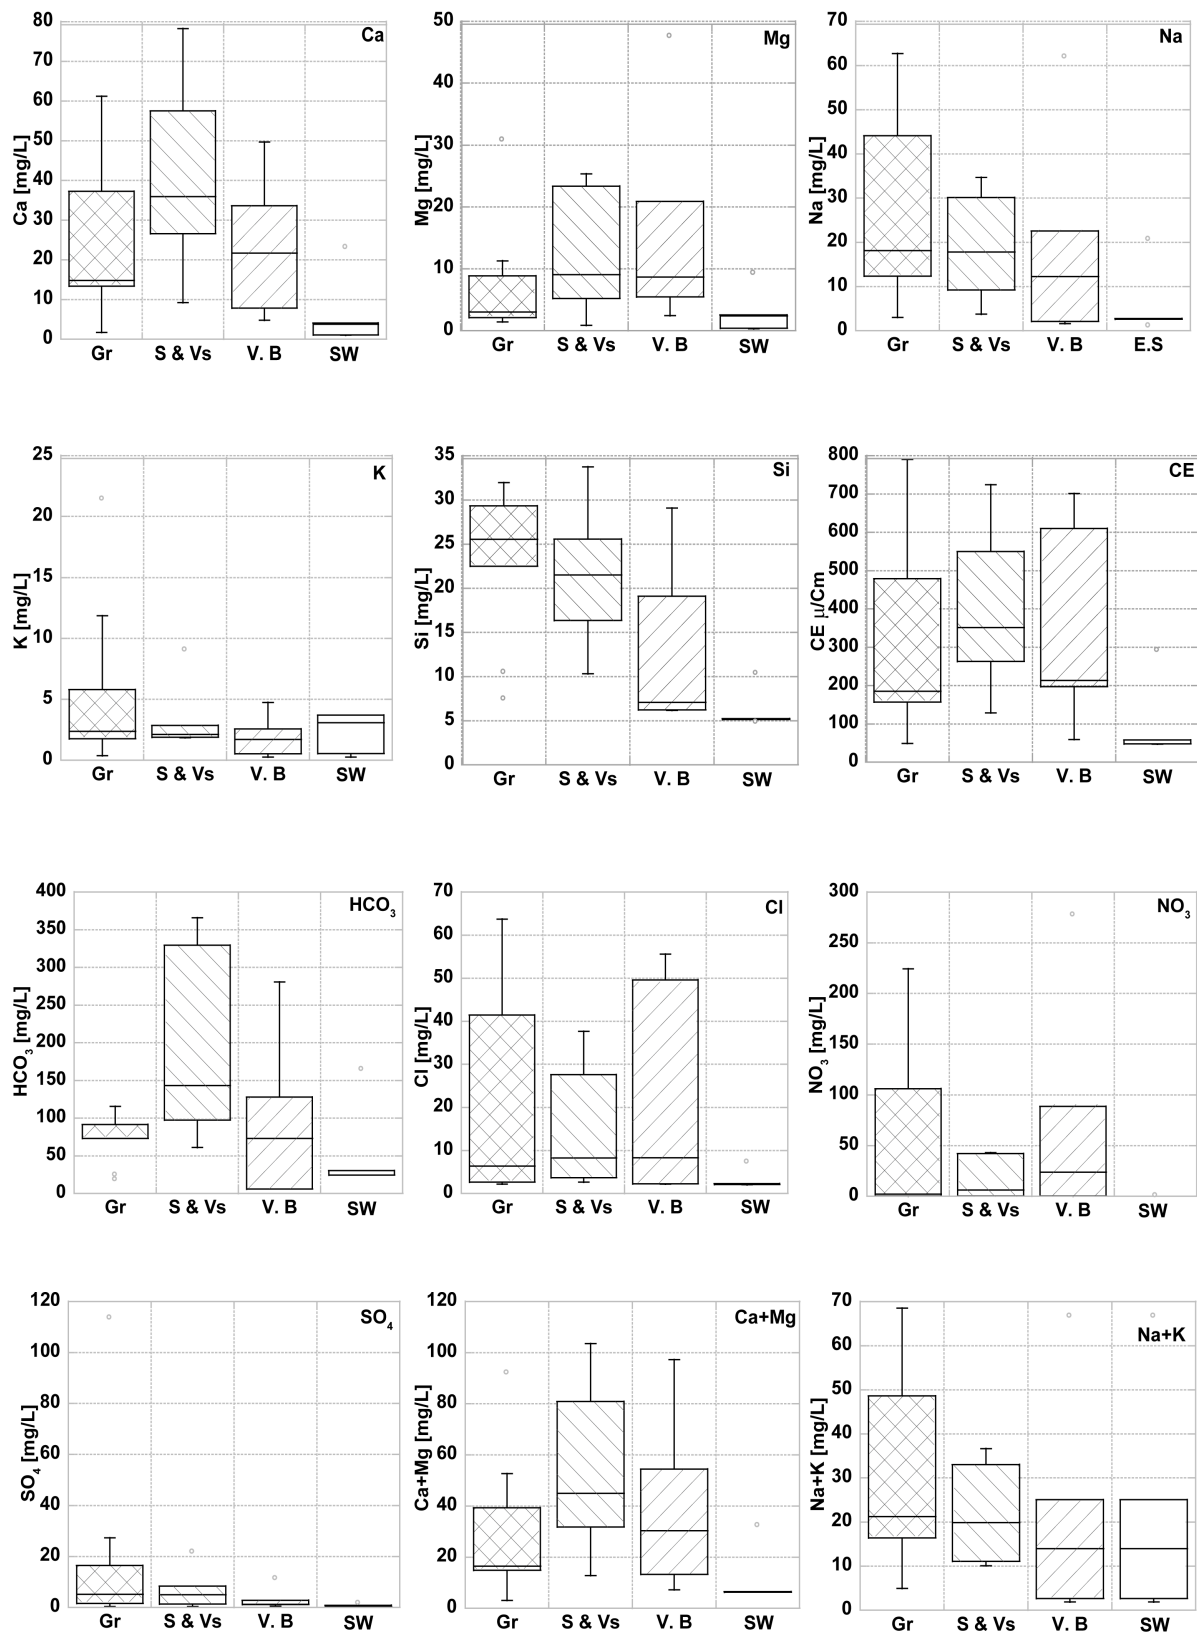 Ca
Ca [mg/L]
80
70
60
50
40
30
20
10
0
Gr S & Vs V. B SW
Mg
Mg [mg/L]
50
40
30
20
10
0
Gr S & Vs V. B SW
Na
Na [mg/L]
70
60
50
40
30
20
10
0
Gr S & Vs V. B E.S
K
K [mg/L]
25
20
15
10
5
0
Gr S & Vs V. B SW
Si
Si [mg/L]
35
30
25
20
15
10
5
0
Gr S & Vs V. B SW
CE
CE µ/Cm
800
700
600
500
400
300
200
100
0
Gr S & Vs V. B SW
HCO₃
HCO₃ [mg/L]
400
350
300
250
200
150
100
50
0
Gr S & Vs V. B SW
Cl
Cl [mg/L]
70
60
50
40
30
20
10
0
Gr S & Vs V. B SW
NO₃
NO₃ [mg/L]
300
250
200
150
100
50
0
Gr S & Vs V. B SW
SO₄
SO₄ [mg/L]
120
100
80
60
40
20
0
Gr S & Vs V. B SW
Ca+Mg
Ca+Mg [mg/L]
120
100
80
60
40
20
0
Gr S & Vs V. B SW
Na+K
Na+K [mg/L]
70
60
50
40
30
20
10
0
Gr S & Vs V. B SW